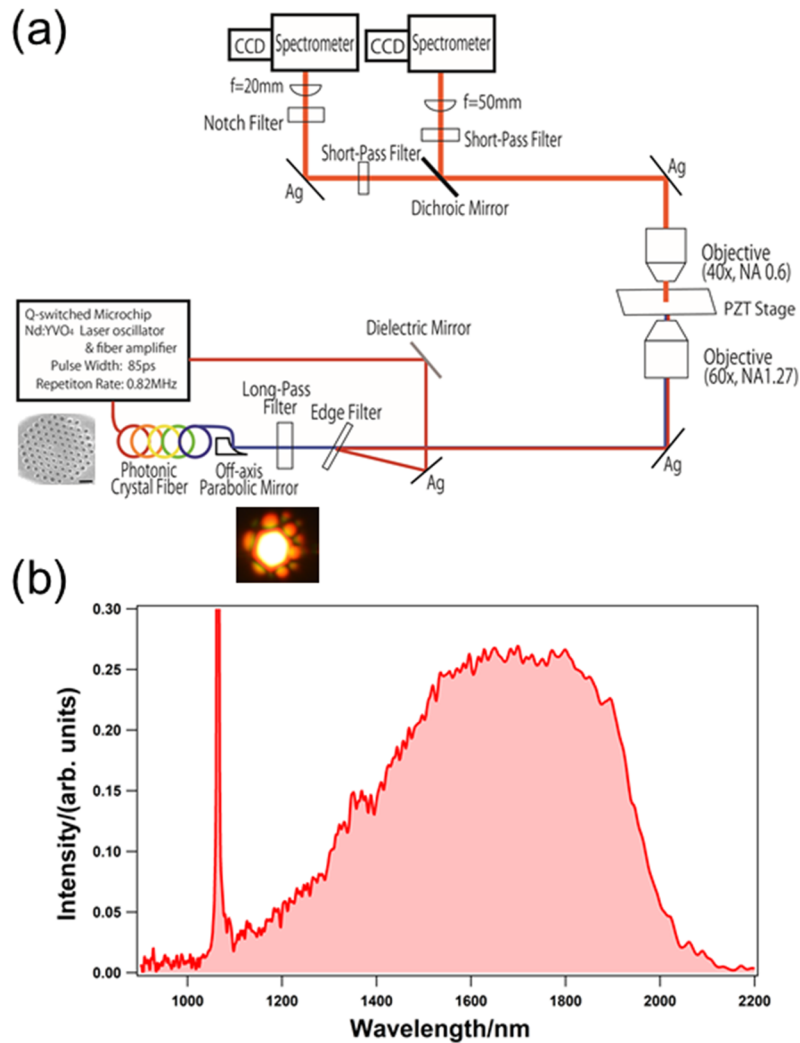 (a)
CCD
Spectrometer
CCD
Spectrometer
f=20mm
f=50mm
Notch Filter
Short-Pass Filter
Short-Pass Filter
Ag
Dichroic Mirror
Ag
Objective
(40x, NA 0.6)
PZT Stage
Objective
(60x, NA1.27)
Q-switched Microchip
Nd:YVO4 Laser oscillator
& fiber amplifier
Pulse Width: 85ps
Repetiton Rate: 0.82MHz
Dielectric Mirror
Long-Pass
Filter
Edge Filter
Photonic
Crystal Fiber
Off-axis
Parabolic Mirror
Ag
Ag
(b)
Intensity/(arb. units)
0.30
0.25
0.20
0.15
0.10
0.05
0.00
1000
1200
1400
1600
1800
2000
2200
Wavelength/nm